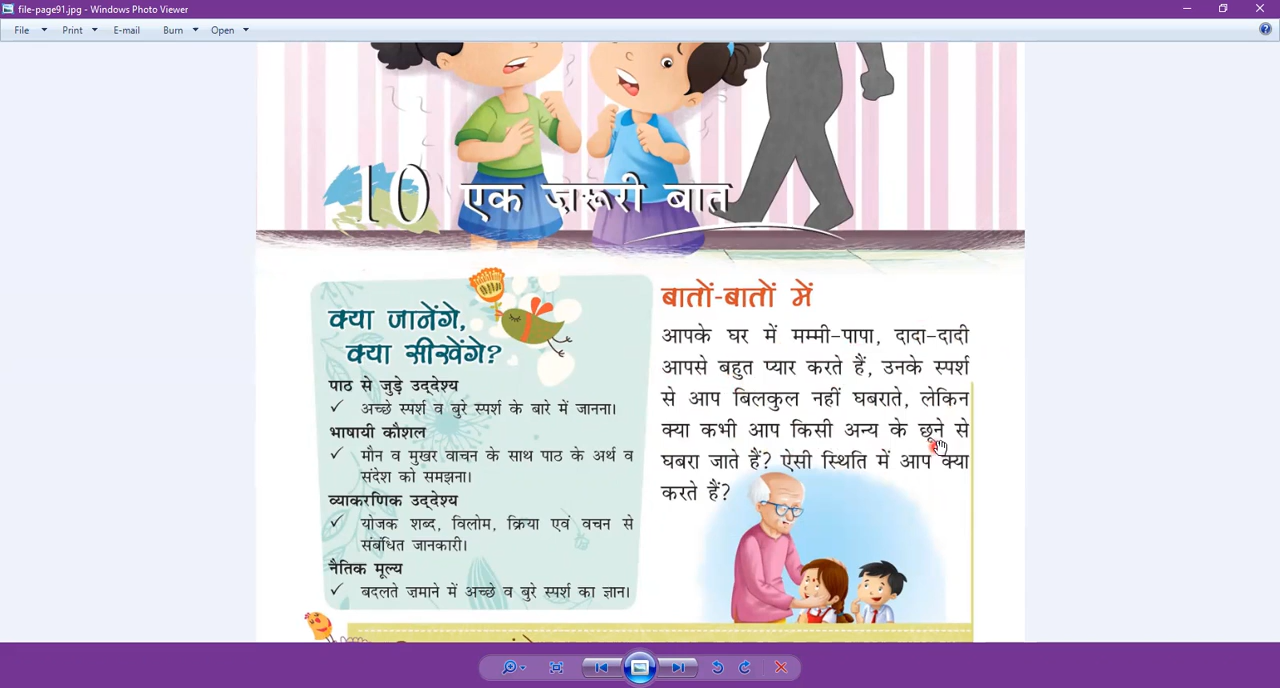 file-page91.jpg - Windows Photo Viewer
File Print E-mail Burn Open
10 एक ज़रूरी बात
क्या जानेंगे,
क्या सीखेंगे?
पाठ से जुड़े उद्देश्य
✓ अच्छे स्पर्श व बुरे स्पर्श के बारे में जानना।
भाषायी कौशल
✓ मौन व मुखर वाचन के साथ पाठ के अर्थ व
संदेश को समझना।
व्याकरणिक उद्देश्य
✓ योजक शब्द, विलोम, क्रिया एवं वचन से
संबंधित जानकारी।
नैतिक मूल्य
✓ बदलते ज़माने में अच्छे व बुरे स्पर्श का ज्ञान।
बातों-बातों में
आपके घर में मम्मी-पापा, दादा-दादी
आपसे बहुत प्यार करते हैं, उनके स्पर्श
से आप बिलकुल नहीं घबराते, लेकिन
क्या कभी आप किसी अन्य के छूने से
घबरा जाते हैं? ऐसी स्थिति में आप क्या
करते हैं?